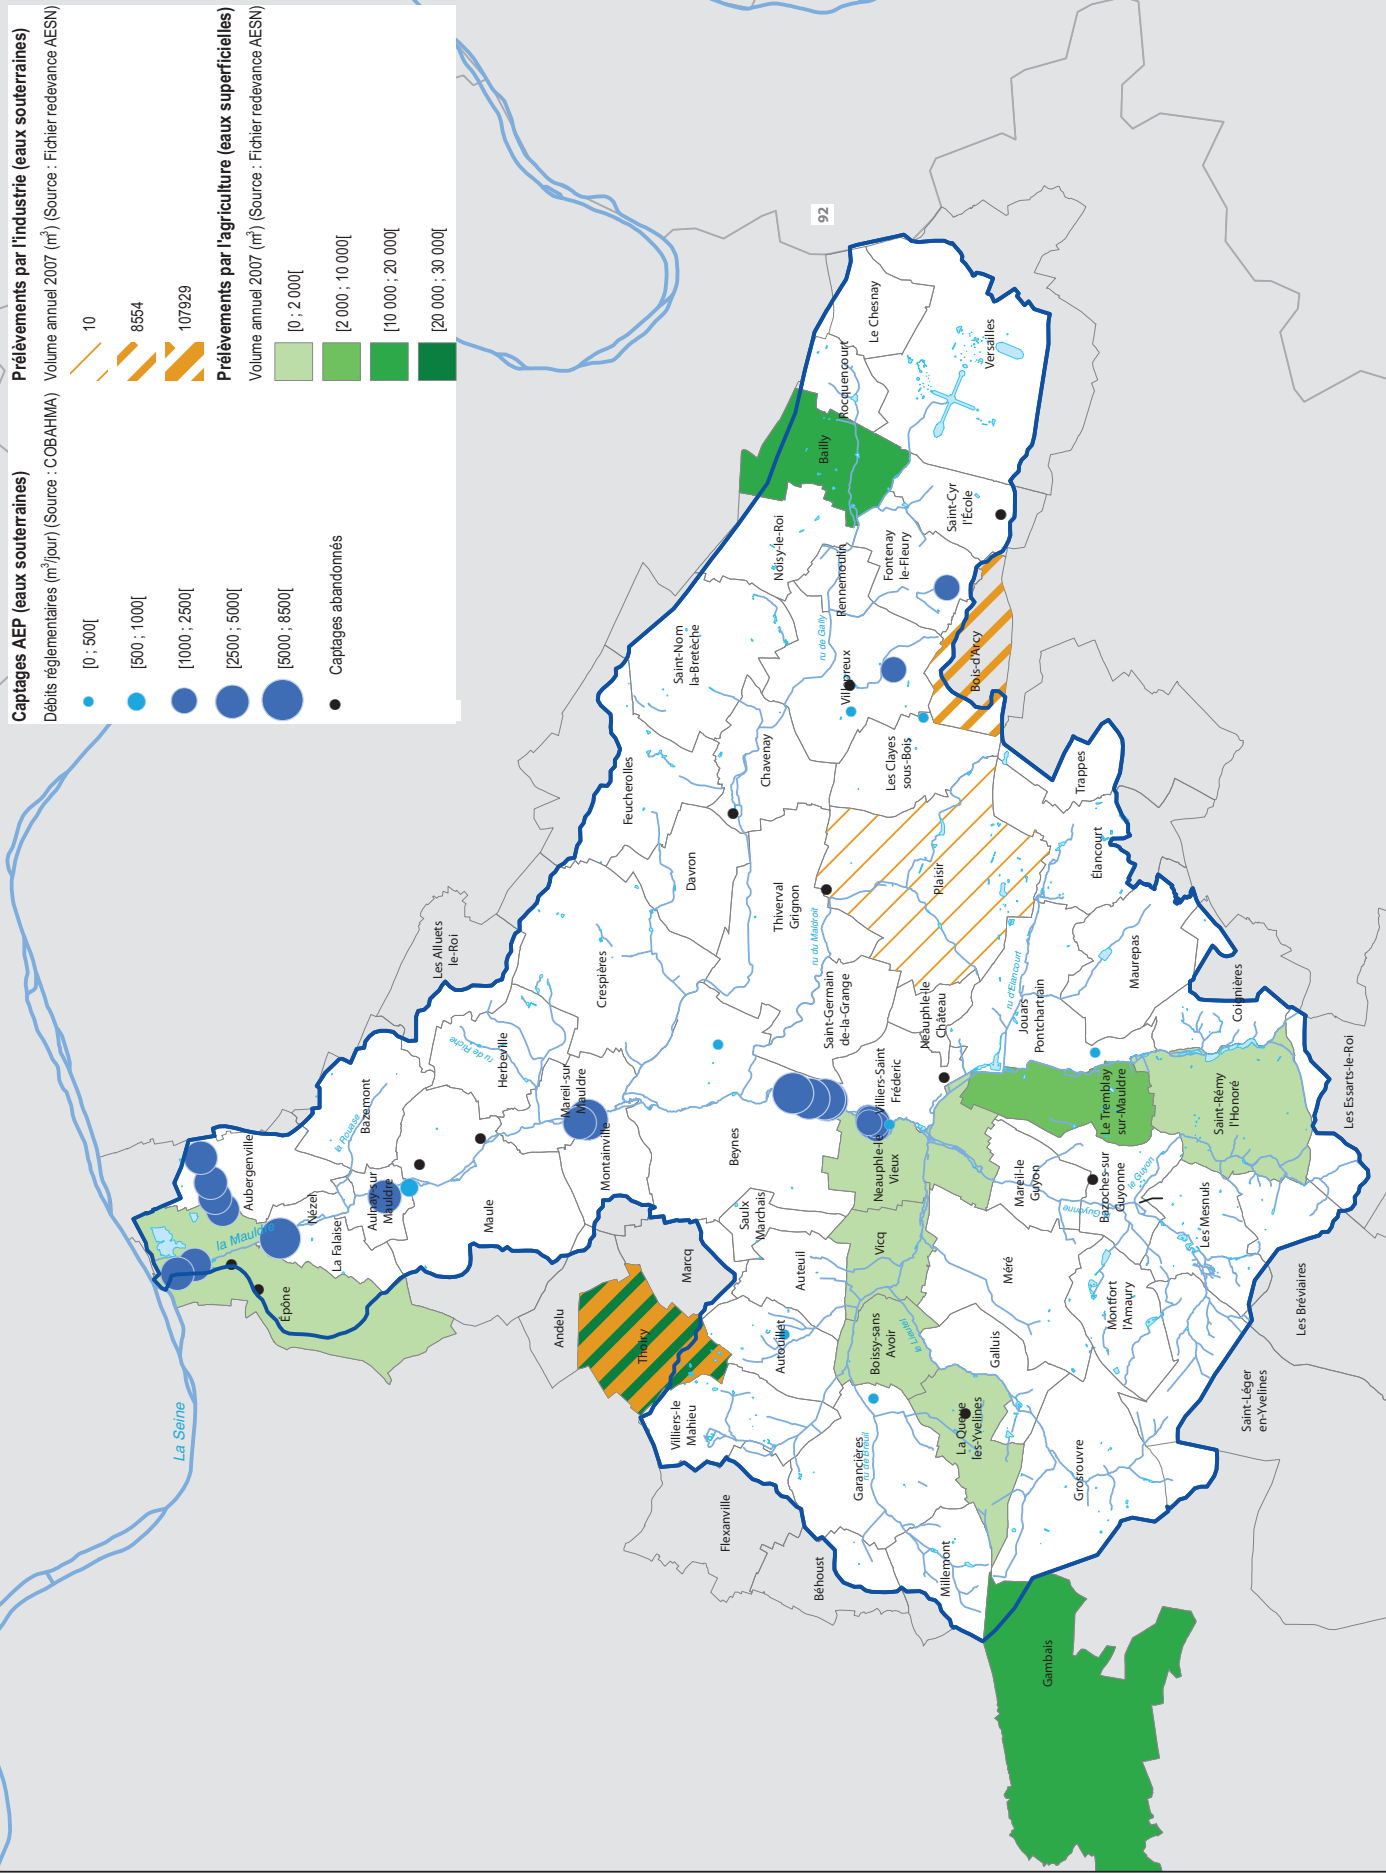 Captages AEP (eaux souterraines)
Débits réglementaires (m³/jour) (Source : COBAHMA)
[0 ; 500[
[500 ; 1000[
[1000 ; 2500[
[2500 ; 5000[
[5000 ; 8500[
Captages abandonnés
Prélèvements par l'industrie (eaux souterraines)
Volume annuel 2007 (m³) (Source : Fichier redevance AESN)
10
8554
107929
Prélèvements par l'agriculture (eaux superficielles)
Volume annuel 2007 (m³) (Source : Fichier redevance AESN)
[0 ; 2 000[
[2 000 ; 10 000[
[10 000 ; 20 000[
[20 000 ; 30 000[
La Seine
Épône
la Mauldre
Aubergenville
Nézel
La Falaise
la Rouase
Bazemont
Aulnay-sur
Mauldre
Les Alluets
le-Roi
ru de Riche
Herbeville
Maule
Mareil-sur
Mauldre
Montainville
Andelu
Thoiry
Marcq
Crespières
Feucherolles
Davron
Saint-Nom
la-Bretèche
Chavenay
Noisy-le-Roi
Bailly
Rocquencourt
Le Chesnay
92
Versailles
Rennemoulin
ru de Gally
Villepreux
Fontenay
le-Fleury
Saint-Cyr
l'École
Bois-d'Arcy
Les Clayes
sous-Bois
Thiverval
Grignon
ru du Maldroit
Plaisir
Trappes
Élancourt
Beynes
Saint-Germain
de-la-Grange
Neauphle-le
Château
Villiers-Saint
Fréderic
Jouars
Pontchartrain
ru d'Elancourt
Maurepas
Coignières
Saulx
Marchais
Auteuil
Autouillet
Villiers-le
Mahieu
Flexanville
Béhoust
Neauphle-le
Vieux
Vicq
Boissy-sans
Avoir
le Lieutel
Garancières
ru de Breuil
Millemont
La Queue
les-Yvelines
Galluis
Méré
Mareil-le
Guyon
Le Tremblay
sur-Mauldre
Bazoches-sur
Guyonne
le Guyon
Guyonne
Saint-Rémy
l'Honoré
Les Essarts-le-Roi
Les Mesnuls
Montfort
l'Amaury
Grosrouvre
Les Bréviaires
Saint-Léger
en-Yvelines
Gambais